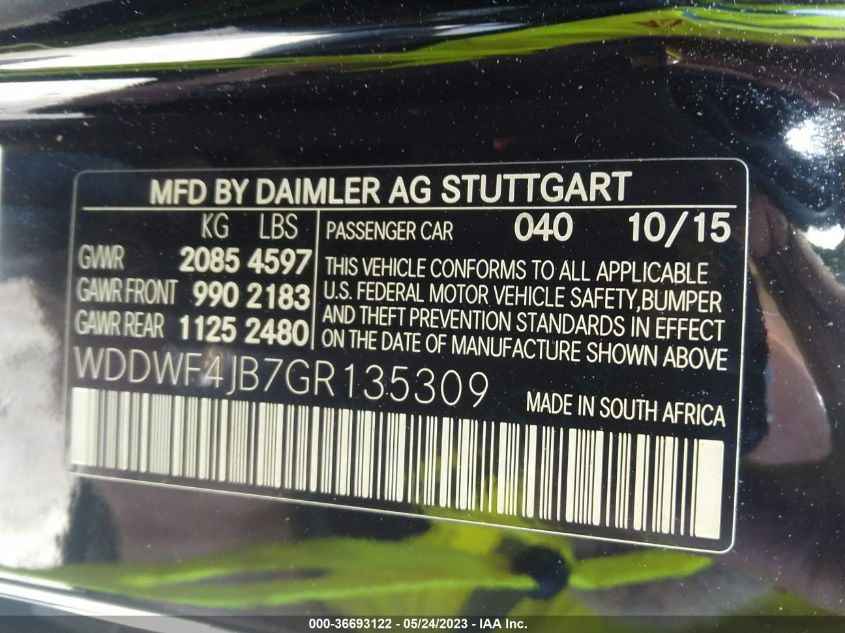 MFD BY DAIMLER AG STUTTGART
KG LBS
GVWR 2085 4597
GAWR FRONT 990 2183
GAWR REAR 1125 2480
PASSENGER CAR 040 10/15
THIS VEHICLE CONFORMS TO ALL APPLICABLE
U.S. FEDERAL MOTOR VEHICLE SAFETY,BUMPER
AND THEFT PREVENTION STANDARDS IN EFFECT
ON THE DATE OF MANUFACTURE SHOWN ABOVE
WDDWF4JB7GR135309
MADE IN SOUTH AFRICA
000-36693122 - 05/24/2023 - IAA Inc.